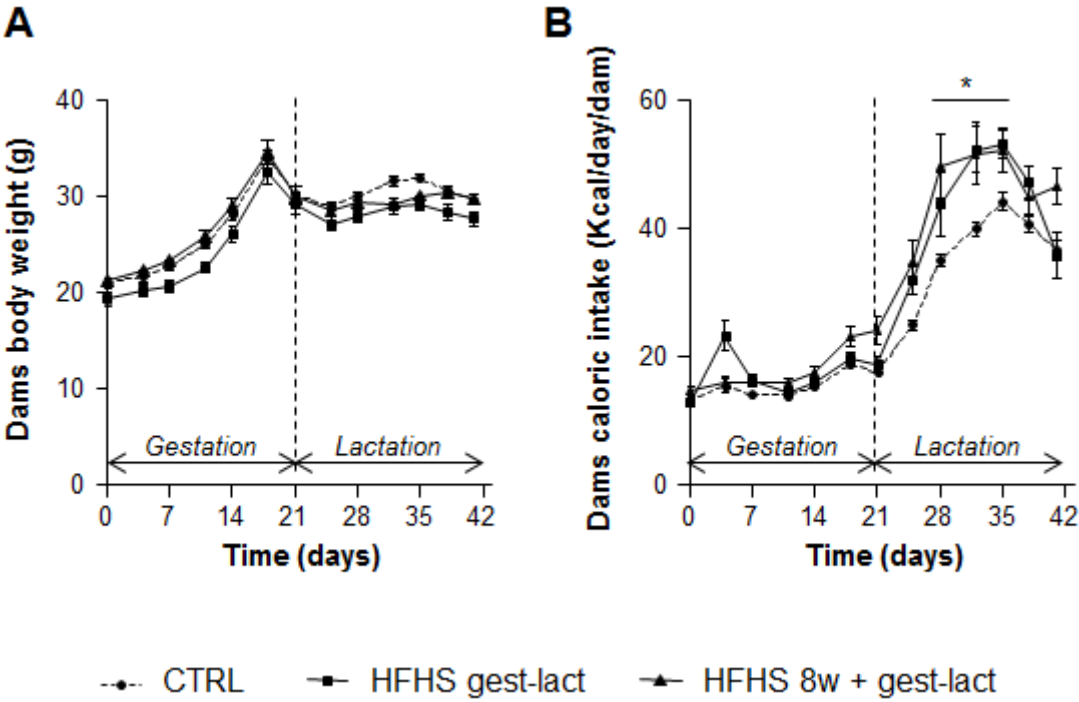 A
B
Dams body weight (g)
40
30
20
10
0
Gestation
Lactation
0 7 14 21 28 35 42
Time (days)
Dams caloric intake (Kcal/day/dam)
60
40
20
0
*
Gestation
Lactation
0 7 14 21 28 35 42
Time (days)
CTRL HFHS gest-lact HFHS 8w + gest-lact